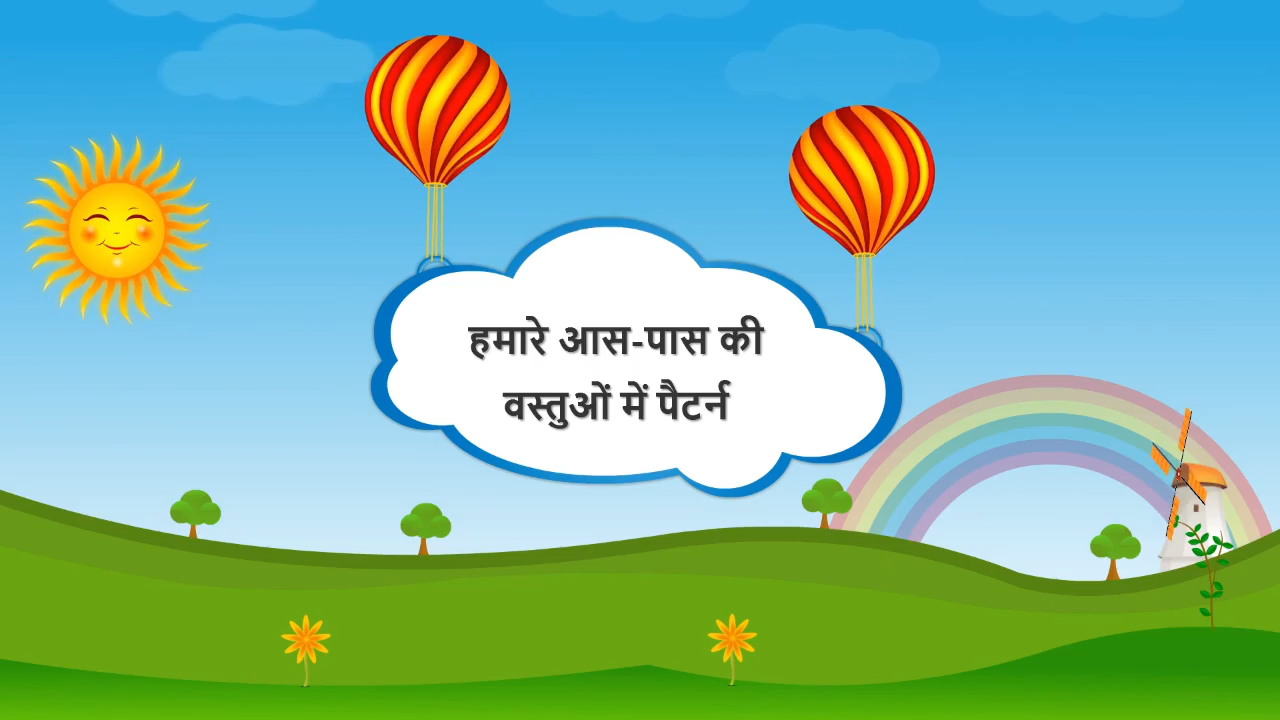 हमारे आस-पास की
वस्तुओं में पैटर्न